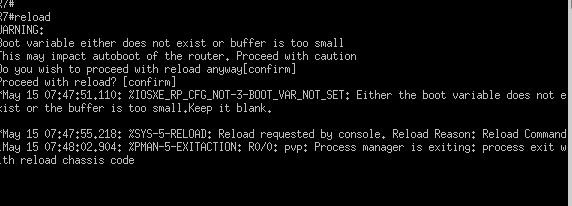 R7#
R7#reload
WARNING:
Boot variable either does not exist or buffer is too small
This may impact autoboot of the router. Proceed with caution
Do you wish to proceed with reload anyway[confirm]
Proceed with reload? [confirm]
*May 15 07:47:51.110: %IOSXE_RP_CFG_NOT-3-BOOT_VAR_NOT_SET: Either the boot variable does not e
xist or the buffer is too small.Keep it blank.
*May 15 07:47:55.218: %SYS-5-RELOAD: Reload requested by console. Reload Reason: Reload Command
.May 15 07:48:02.904: %PMAN-5-EXITACTION: R0/0: pvp: Process manager is exiting: process exit w
ith reload chassis code